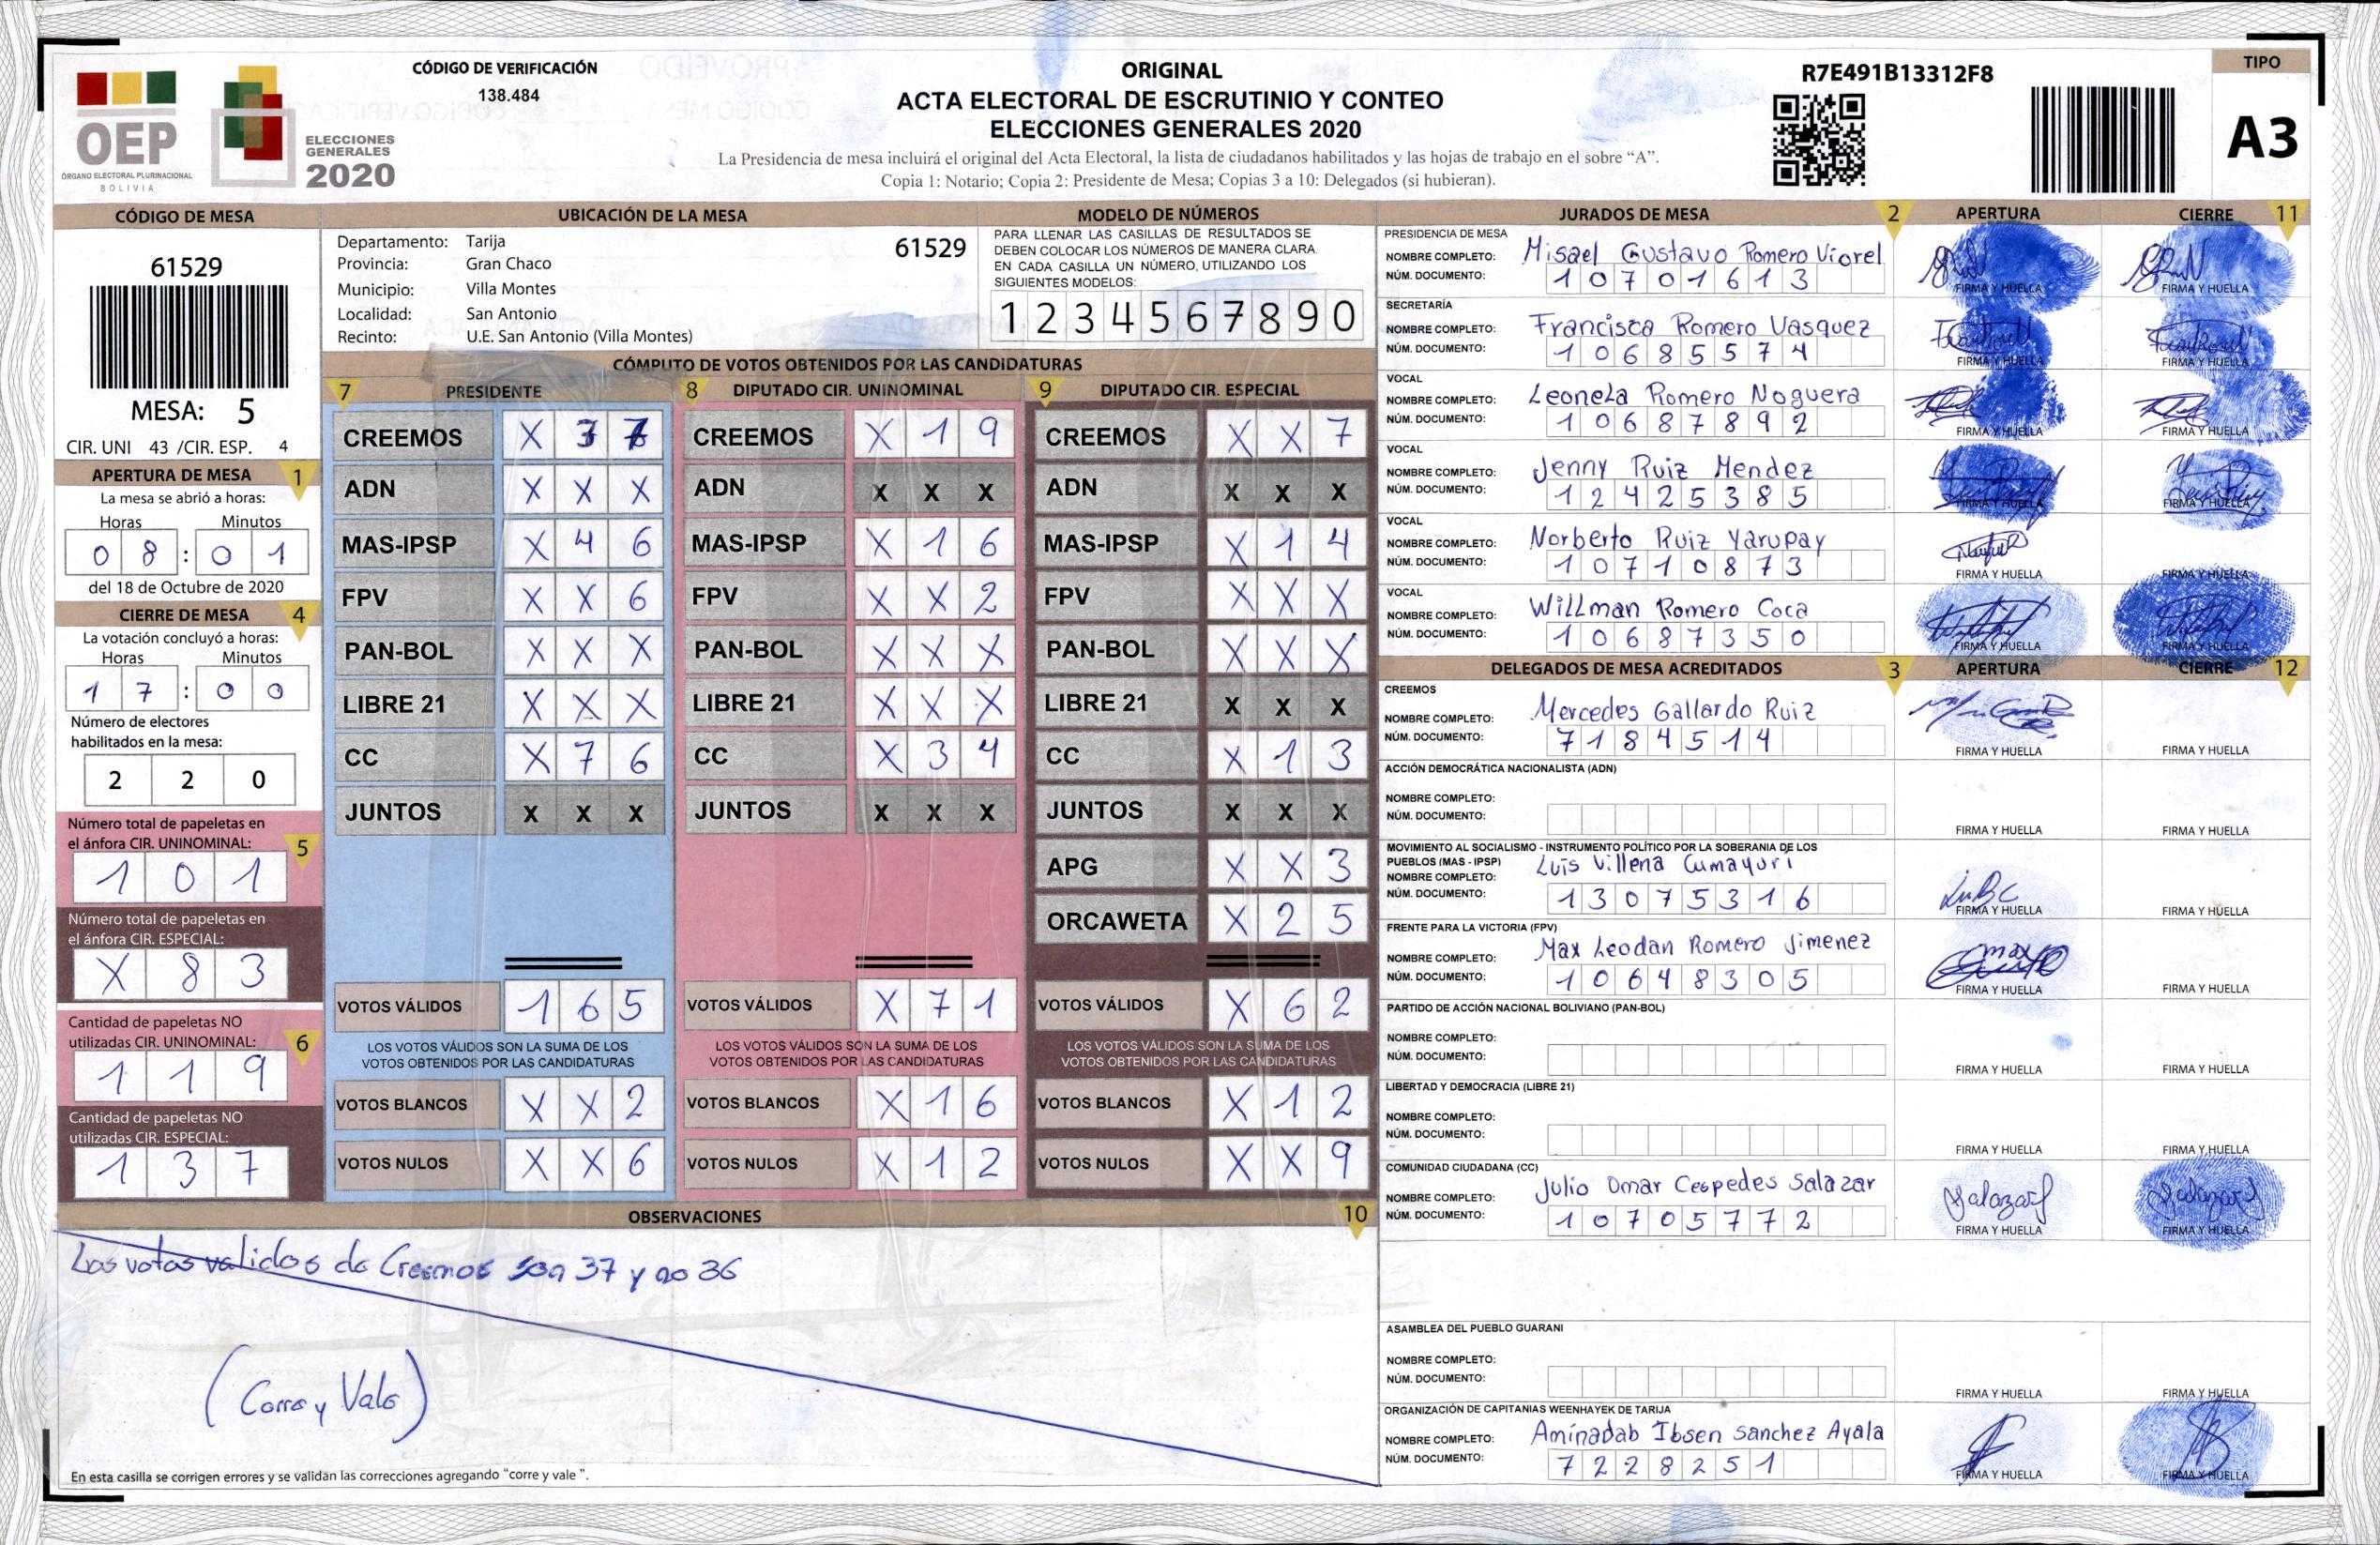 OEP
ÓRGANO ELECTORAL PLURINACIONAL
BOLIVIA
ELECCIONES
GENERALES
2020
CÓDIGO DE VERIFICACIÓN
138.484
ORIGINAL
ACTA ELECTORAL DE ESCRUTINIO Y CONTEO
ELECCIONES GENERALES 2020
La Presidencia de mesa incluirá el original del Acta Electoral, la lista de ciudadanos habilitados y las hojas de trabajo en el sobre “A”.
Copia 1: Notario; Copia 2: Presidente de Mesa; Copias 3 a 10: Delegados (si hubieran).
R7E491B13312F8
TIPO
A3
CÓDIGO DE MESA
61529
MESA: 5
CIR. UNI 43 /CIR. ESP. 4
APERTURA DE MESA 1
La mesa se abrió a horas:
Horas Minutos
0 8 : 0 1
del 18 de Octubre de 2020
CIERRE DE MESA 4
La votación concluyó a horas:
Horas Minutos
1 7 : 0 0
Número de electores
habilitados en la mesa:
2 2 0
Número total de papeletas en
el ánfora CIR. UNINOMINAL: 5
1 0 1
Número total de papeletas en
el ánfora CIR. ESPECIAL:
X 8 3
Cantidad de papeletas NO
utilizadas CIR. UNINOMINAL: 6
1 1 9
Cantidad de papeletas NO
utilizadas CIR. ESPECIAL:
1 3 7
UBICACIÓN DE LA MESA
Departamento: Tarija 61529
Provincia: Gran Chaco
Municipio: Villa Montes
Localidad: San Antonio
Recinto: U.E. San Antonio (Villa Montes)
MODELO DE NÚMEROS
PARA LLENAR LAS CASILLAS DE RESULTADOS SE
DEBEN COLOCAR LOS NÚMEROS DE MANERA CLARA.
EN CADA CASILLA UN NÚMERO, UTILIZANDO LOS
SIGUIENTES MODELOS:
1 2 3 4 5 6 7 8 9 0
CÓMPUTO DE VOTOS OBTENIDOS POR LAS CANDIDATURAS
7 PRESIDENTE
CREEMOS X 3 7
ADN X X X
MAS-IPSP X 4 6
FPV X X 6
PAN-BOL X X X
LIBRE 21 X X X
CC X 7 6
JUNTOS X X X
VOTOS VÁLIDOS 1 6 5
LOS VOTOS VÁLIDOS SON LA SUMA DE LOS
VOTOS OBTENIDOS POR LAS CANDIDATURAS
VOTOS BLANCOS X X 2
VOTOS NULOS X X 6
8 DIPUTADO CIR. UNINOMINAL
CREEMOS X 1 9
ADN X X X
MAS-IPSP X 1 6
FPV X X 2
PAN-BOL X X X
LIBRE 21 X X X
CC X 3 4
JUNTOS X X X
VOTOS VÁLIDOS X 7 1
LOS VOTOS VÁLIDOS SON LA SUMA DE LOS
VOTOS OBTENIDOS POR LAS CANDIDATURAS
VOTOS BLANCOS X 1 6
VOTOS NULOS X 1 2
9 DIPUTADO CIR. ESPECIAL
CREEMOS X X 7
ADN X X X
MAS-IPSP X 1 4
FPV X X X
PAN-BOL X X X
LIBRE 21 X X X
CC X 1 3
JUNTOS X X X
APG X X 3
ORCAWETA X 2 5
VOTOS VÁLIDOS X 6 2
LOS VOTOS VÁLIDOS SON LA SUMA DE LOS
VOTOS OBTENIDOS POR LAS CANDIDATURAS
VOTOS BLANCOS X 1 2
VOTOS NULOS X X 9
OBSERVACIONES 10
Los votos validos de Creemos son 37 y no 36
(Corre y Vale)
En esta casilla se corrigen errores y se validan las correcciones agregando “corre y vale ”.
JURADOS DE MESA 2 APERTURA CIERRE 11
PRESIDENCIA DE MESA
NOMBRE COMPLETO: Misael Gustavo Romero Viorel
NÚM. DOCUMENTO: 1 0 7 0 1 6 1 3
FIRMA Y HUELLA FIRMA Y HUELLA
SECRETARÍA
NOMBRE COMPLETO: Francisca Romero Vasquez
NÚM. DOCUMENTO: 1 0 6 8 5 5 7 4
FIRMA Y HUELLA FIRMA Y HUELLA
VOCAL
NOMBRE COMPLETO: Leonela Romero Noguera
NÚM. DOCUMENTO: 1 0 6 8 7 8 9 2
FIRMA Y HUELLA FIRMA Y HUELLA
VOCAL
NOMBRE COMPLETO: Jenny Ruiz Mendez
NÚM. DOCUMENTO: 1 2 4 2 5 3 8 5
FIRMA Y HUELLA FIRMA Y HUELLA
VOCAL
NOMBRE COMPLETO: Norberto Ruiz Yarupay
NÚM. DOCUMENTO: 1 0 7 1 0 8 7 3
FIRMA Y HUELLA FIRMA Y HUELLA
VOCAL
NOMBRE COMPLETO: Willman Romero Coca
NÚM. DOCUMENTO: 1 0 6 8 7 3 5 0
FIRMA Y HUELLA FIRMA Y HUELLA
DELEGADOS DE MESA ACREDITADOS 3 APERTURA CIERRE 12
CREEMOS
NOMBRE COMPLETO: Mercedes Gallardo Ruiz
NÚM. DOCUMENTO: 7 1 8 4 5 1 4
FIRMA Y HUELLA FIRMA Y HUELLA
ACCIÓN DEMOCRÁTICA NACIONALISTA (ADN)
NOMBRE COMPLETO:
NÚM. DOCUMENTO:
FIRMA Y HUELLA FIRMA Y HUELLA
MOVIMIENTO AL SOCIALISMO - INSTRUMENTO POLÍTICO POR LA SOBERANIA DE LOS
PUEBLOS (MAS - IPSP)
NOMBRE COMPLETO: Luis Villena Cumayuri
NÚM. DOCUMENTO: 1 3 0 7 5 3 1 6
FIRMA Y HUELLA FIRMA Y HUELLA
FRENTE PARA LA VICTORIA (FPV)
NOMBRE COMPLETO: Max Leodan Romero Jimenez
NÚM. DOCUMENTO: 1 0 6 4 8 3 0 5
FIRMA Y HUELLA FIRMA Y HUELLA
PARTIDO DE ACCIÓN NACIONAL BOLIVIANO (PAN-BOL)
NOMBRE COMPLETO:
NÚM. DOCUMENTO:
FIRMA Y HUELLA FIRMA Y HUELLA
LIBERTAD Y DEMOCRACIA (LIBRE 21)
NOMBRE COMPLETO:
NÚM. DOCUMENTO:
FIRMA Y HUELLA FIRMA Y HUELLA
COMUNIDAD CIUDADANA (CC)
NOMBRE COMPLETO: Julio Omar Cespedes Salazar
NÚM. DOCUMENTO: 1 0 7 0 5 7 7 2
FIRMA Y HUELLA FIRMA Y HUELLA
ASAMBLEA DEL PUEBLO GUARANI
NOMBRE COMPLETO:
NÚM. DOCUMENTO:
FIRMA Y HUELLA FIRMA Y HUELLA
ORGANIZACIÓN DE CAPITANIAS WEENHAYEK DE TARIJA
NOMBRE COMPLETO: Aminadab Ibsen Sanchez Ayala
NÚM. DOCUMENTO: 7 2 2 8 2 5 1
FIRMA Y HUELLA FIRMA Y HUELLA